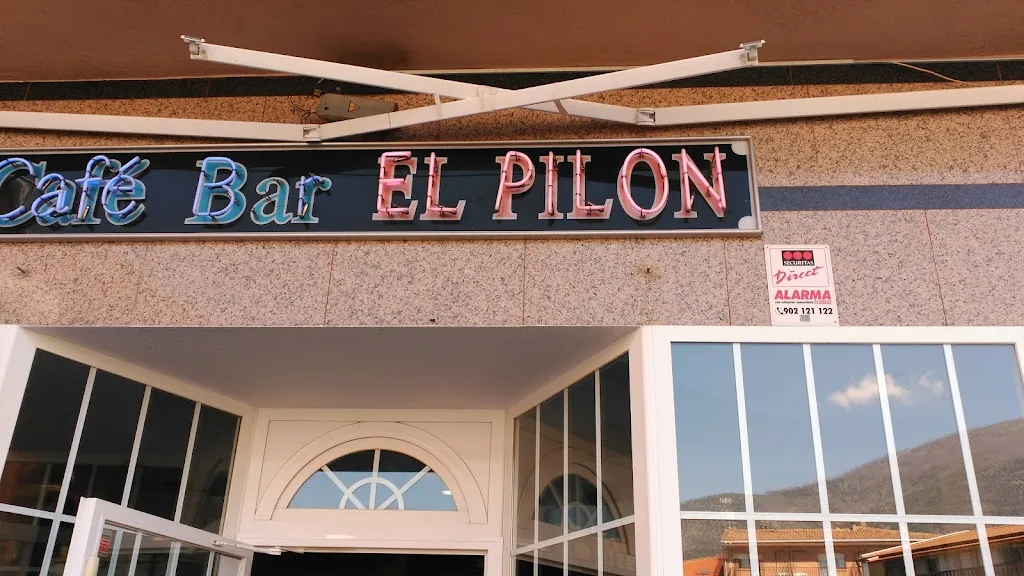 Café Bar EL PILON
SECURITAS
Direct
ALARMA
902 121 122